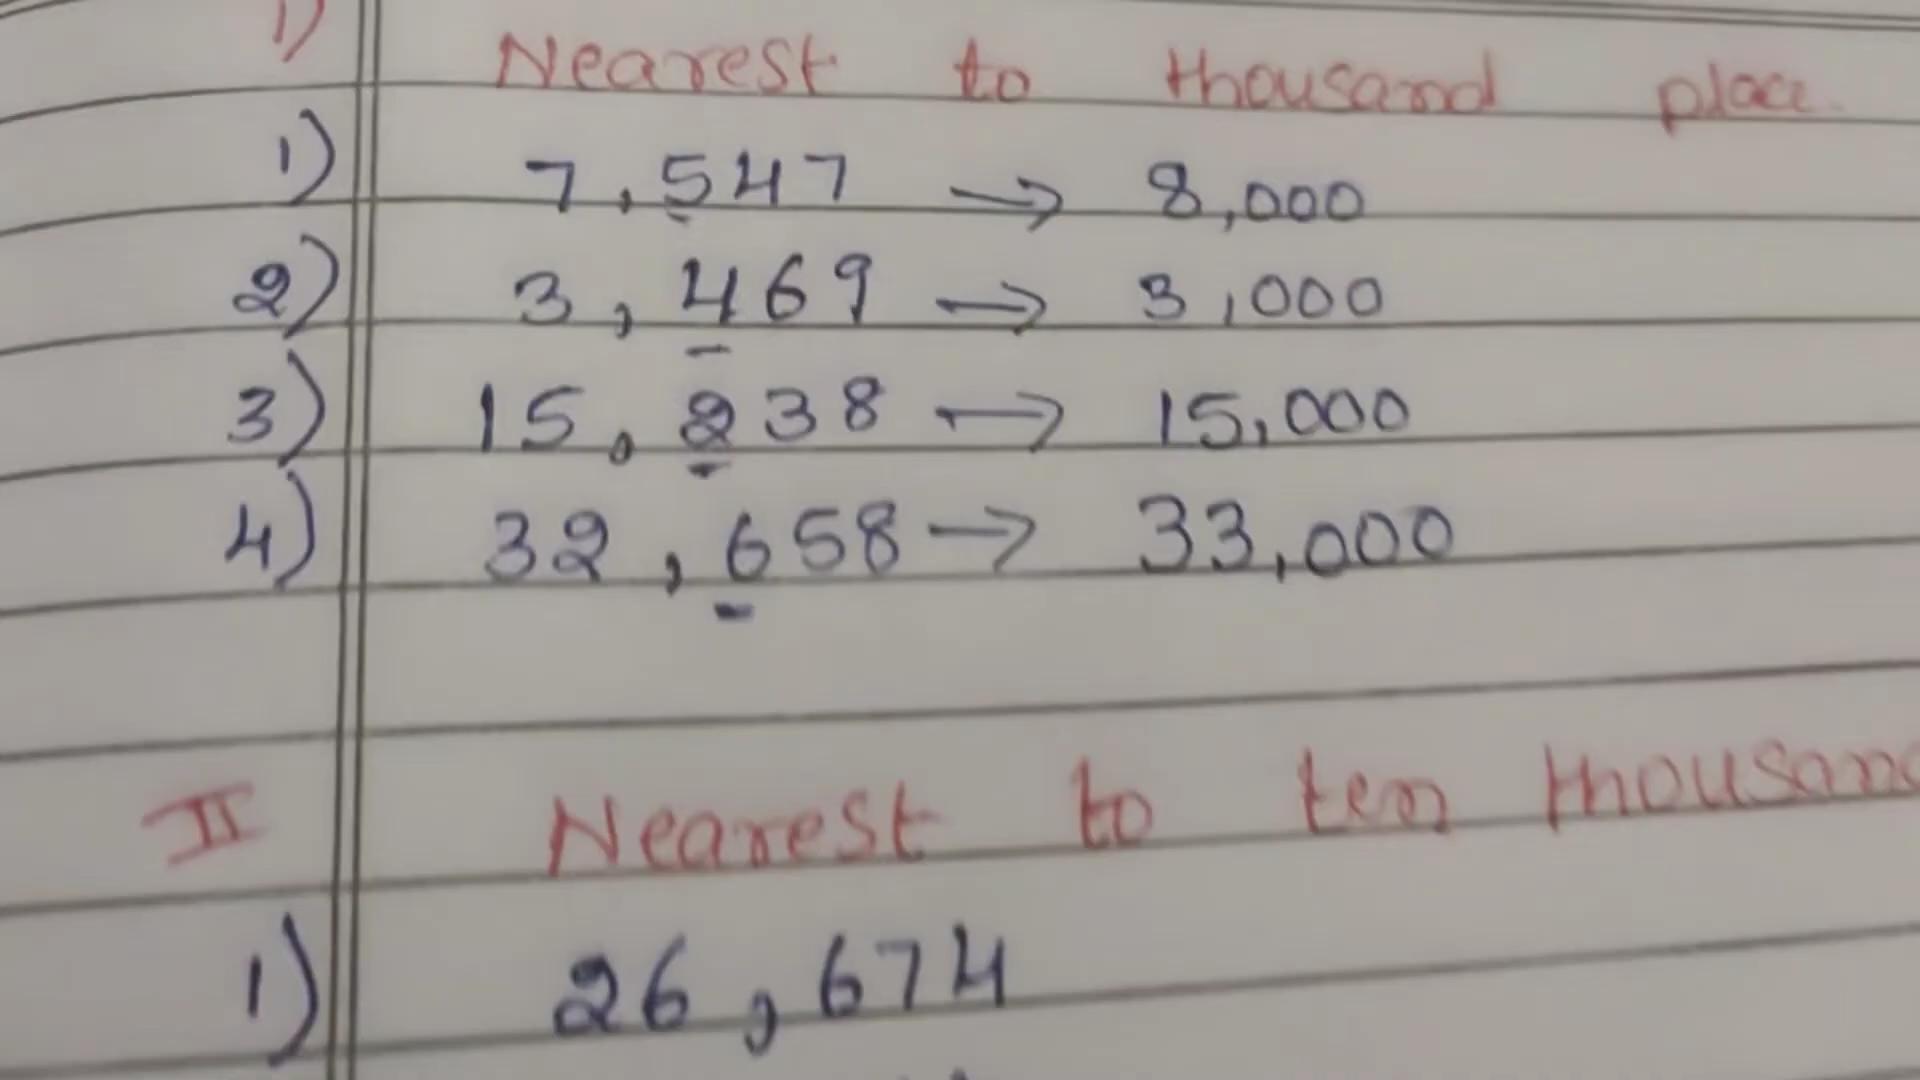 I) Nearest to thousand place.
1) 7,547 → 8,000
2) 3,469 → 3,000
3) 15,238 → 15,000
4) 32,658 → 33,000
II Nearest to ten thousand
1) 26,674